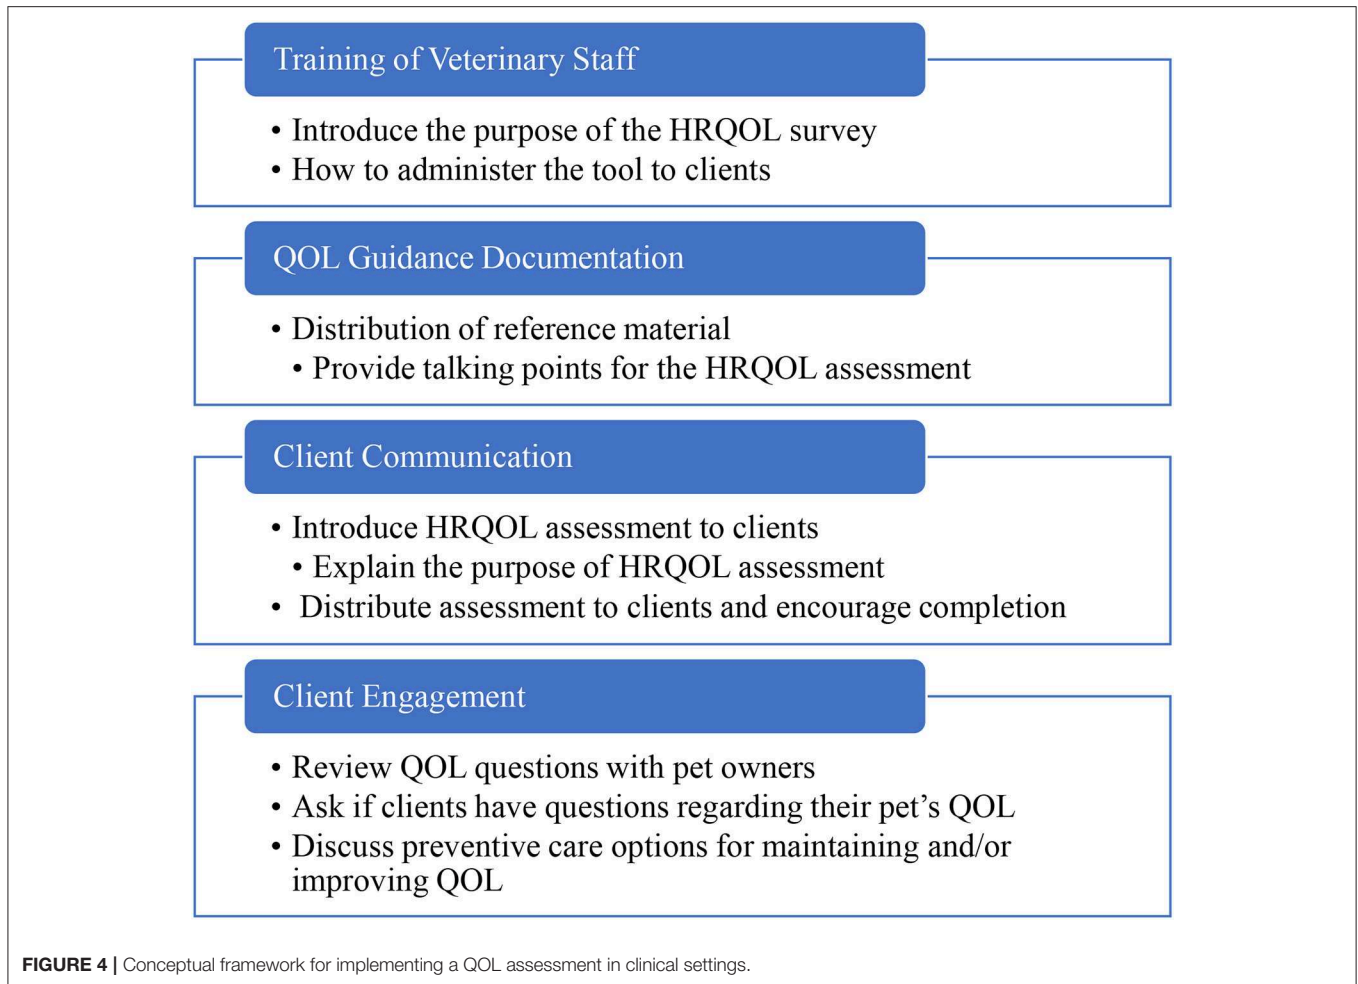 Training of Veterinary Staff
• Introduce the purpose of the HRQOL survey
• How to administer the tool to clients
QOL Guidance Documentation
• Distribution of reference material
• Provide talking points for the HRQOL assessment
Client Communication
• Introduce HRQOL assessment to clients
• Explain the purpose of HRQOL assessment
• Distribute assessment to clients and encourage completion
Client Engagement
• Review QOL questions with pet owners
• Ask if clients have questions regarding their pet’s QOL
• Discuss preventive care options for maintaining and/or
improving QOL
FIGURE 4 | Conceptual framework for implementing a QOL assessment in clinical settings.